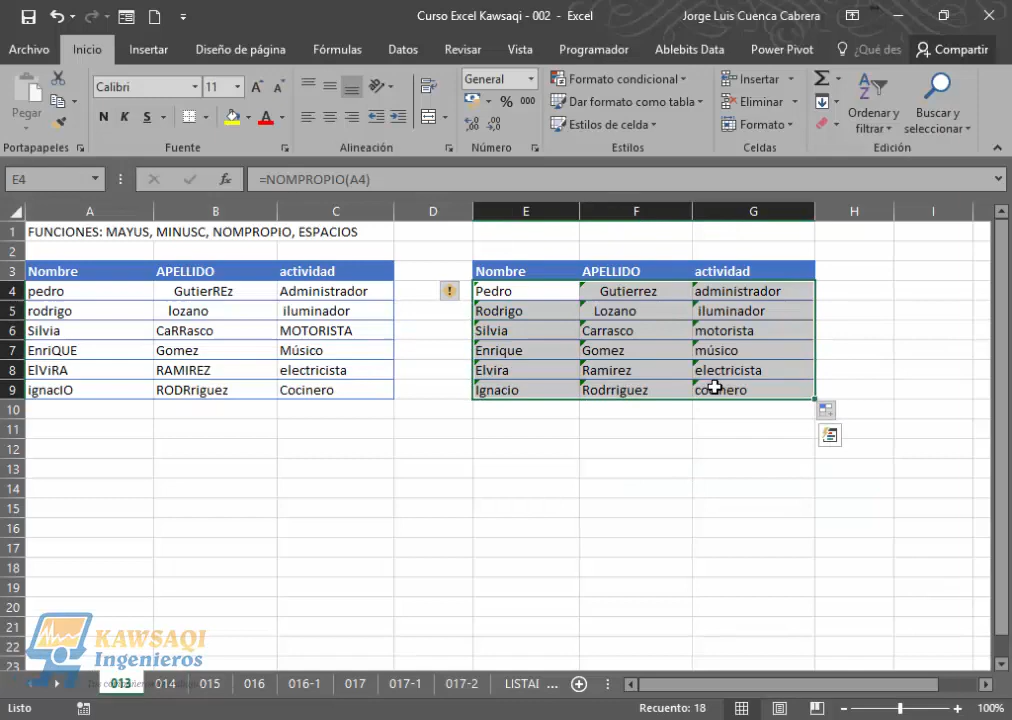 Curso Excel Kawsaqi - 002 - Excel Jorge Luis Cuenca Cabrera
Archivo Inicio Insertar Diseño de página Fórmulas Datos Revisar Vista Programador Ablebits Data Power Pivot ¿Qué des Compartir
Calibri 11 General Formato condicional Insertar
Pegar N K S % 000 Dar formato como tabla Eliminar Ordenar y Buscar y
Estilos de celda Formato filtrar seleccionar
Portapapeles Fuente Alineación Número Estilos Celdas Edición
E4 fx =NOMPROPIO(A4)
A B C D E F G H I
1 FUNCIONES: MAYUS, MINUSC, NOMPROPIO, ESPACIOS
2
3 Nombre APELLIDO actividad Nombre APELLIDO actividad
4 pedro GutierREz Administrador Pedro Gutierrez administrador
5 rodrigo lozano iluminador Rodrigo Lozano iluminador
6 Silvia CaRRasco MOTORISTA Silvia Carrasco motorista
7 EnriQUE Gomez Músico Enrique Gomez músico
8 ElViRA RAMIREZ electricista Elvira Ramirez electricista
9 ignacIO RODRriguez Cocinero Ignacio Rodrriguez cocinero
10
11
12
13
14
15
16
17
18
19
20
21
22
23
KAWSAQI
Ingenieros
013 014 015 016 016-1 017 017-1 017-2 LISTAI ...
Listo Recuento: 18 100%